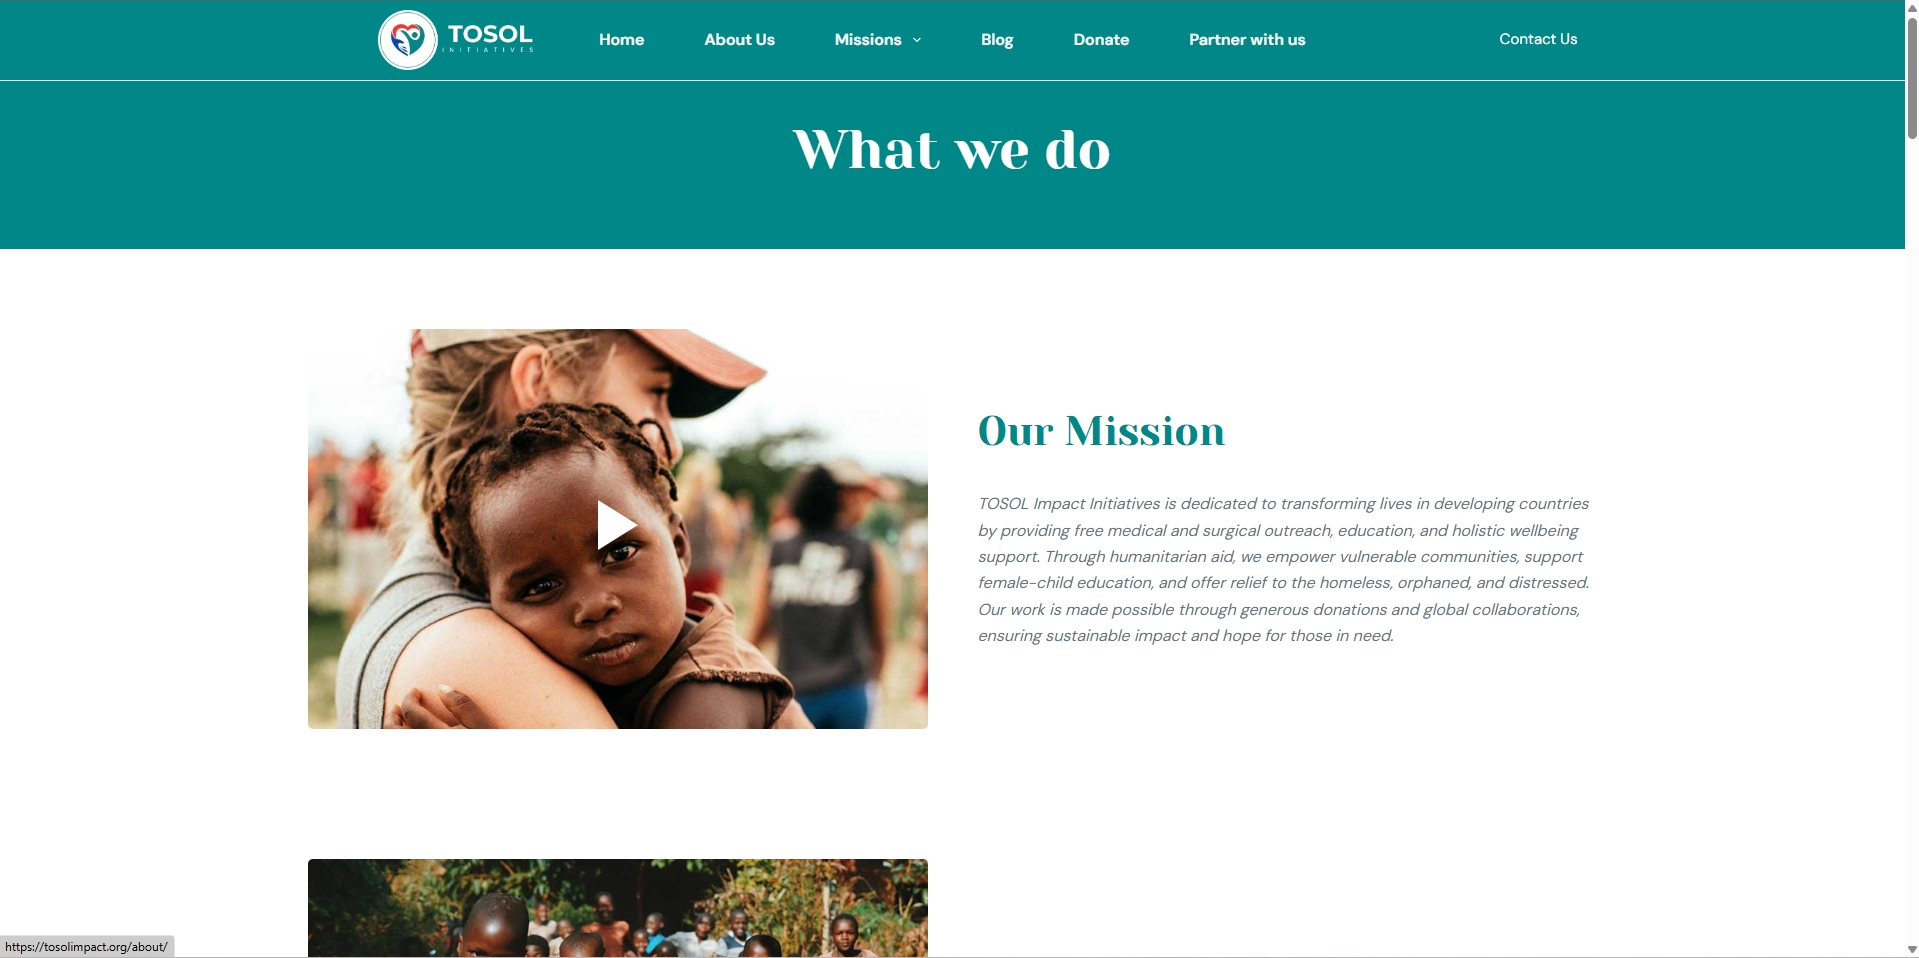 TOSOL
INITIATIVES
Home
About Us
Missions
Blog
Donate
Partner with us
Contact Us
What we do
Our Mission
TOSOL Impact Initiatives is dedicated to transforming lives in developing countries
by providing free medical and surgical outreach, education, and holistic wellbeing
support. Through humanitarian aid, we empower vulnerable communities, support
female-child education, and offer relief to the homeless, orphaned, and distressed.
Our work is made possible through generous donations and global collaborations,
ensuring sustainable impact and hope for those in need.
https://tosolimpact.org/about/